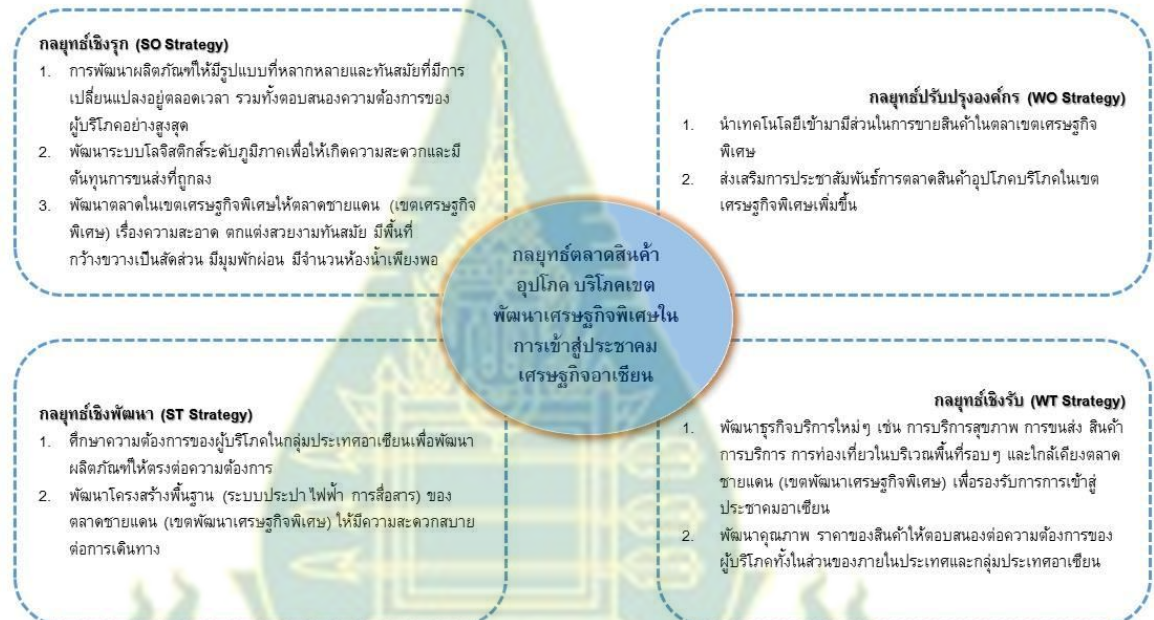 กลยุทธ์เชิงรุก (SO Strategy)
1. การพัฒนาผลิตภัณฑ์ให้มีรูปแบบที่หลากหลายและทันสมัยที่มีการ
เปลี่ยนแปลงอยู่ตลอดเวลา รวมทั้งตอบสนองความต้องการของ
ผู้บริโภคอย่างสูงสุด
2. พัฒนาระบบโลจิสติกส์ระดับภูมิภาคเพื่อให้เกิดความสะดวกและมี
ต้นทุนการขนส่งที่ถูกลง
3. พัฒนาตลาดในเขตเศรษฐกิจพิเศษให้ตลาดชายแดน (เขตเศรษฐกิจ
พิเศษ) เรื่องความสะอาด ตกแต่งสวยงามทันสมัย มีพื้นที่
กว้างขวางเป็นสัดส่วน มีมุมพักผ่อน มีจำนวนห้องน้ำเพียงพอ
กลยุทธ์ปรับปรุงองค์กร (WO Strategy)
1. นำเทคโนโลยีเข้ามามีส่วนในการขายสินค้าในตลาเขตเศรษฐกิจ
พิเศษ
2. ส่งเสริมการประชาสัมพันธ์การตลาดสินค้าอุปโภคบริโภคในเขต
เศรษฐกิจพิเศษเพิ่มขึ้น
กลยุทธ์ตลาดสินค้า
อุปโภค บริโภคเขต
พัฒนาเศรษฐกิจพิเศษใน
การเข้าสู่ประชาคม
เศรษฐกิจอาเซียน
กลยุทธ์เชิงพัฒนา (ST Strategy)
1. ศึกษาความต้องการของผู้บริโภคในกลุ่มประเทศอาเซียนเพื่อพัฒนา
ผลิตภัณฑ์ให้ตรงต่อความต้องการ
2. พัฒนาโครงสร้างพื้นฐาน (ระบบประปา ไฟฟ้า การสื่อสาร) ของ
ตลาดชายแดน (เขตพัฒนาเศรษฐกิจพิเศษ) ให้มีความสะดวกสบาย
ต่อการเดินทาง
กลยุทธ์เชิงรับ (WT Strategy)
1. พัฒนาธุรกิจบริการใหม่ๆ เช่น การบริการสุขภาพ การขนส่ง สินค้า
การบริการ การท่องเที่ยวในบริเวณพื้นที่รอบๆ และใกล้เคียงตลาด
ชายแดน (เขตพัฒนาเศรษฐกิจพิเศษ) เพื่อรองรับการการเข้าสู่
ประชาคมอาเซียน
2. พัฒนาคุณภาพ ราคาของสินค้าให้ตอบสนองต่อความต้องการของ
ผู้บริโภคทั้งในส่วนของภายในประเทศและกลุ่มประเทศอาเซียน